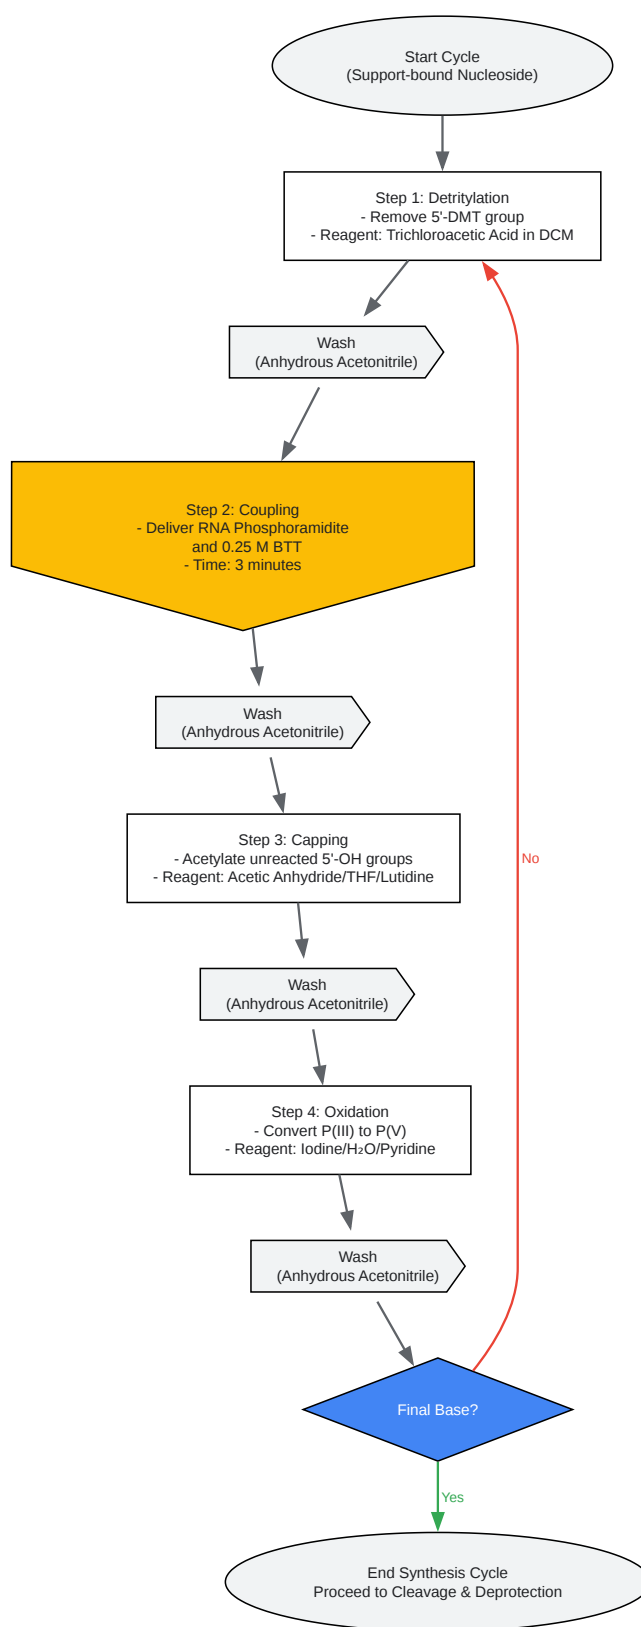 Start Cycle
(Support-bound Nucleoside)
Step 1: Detritylation
- Remove 5'-DMT group
- Reagent: Trichloroacetic Acid in DCM
Wash
(Anhydrous Acetonitrile)
Step 2: Coupling
- Deliver RNA Phosphoramidite
and 0.25 M BTT
- Time: 3 minutes
Wash
(Anhydrous Acetonitrile)
Step 3: Capping
- Acetylate unreacted 5'-OH groups
- Reagent: Acetic Anhydride/THF/Lutidine
No
Wash
(Anhydrous Acetonitrile)
Step 4: Oxidation
- Convert P(III) to P(V)
- Reagent: Iodine/H₂O/Pyridine
Wash
(Anhydrous Acetonitrile)
Final Base?
Yes
End Synthesis Cycle
Proceed to Cleavage & Deprotection